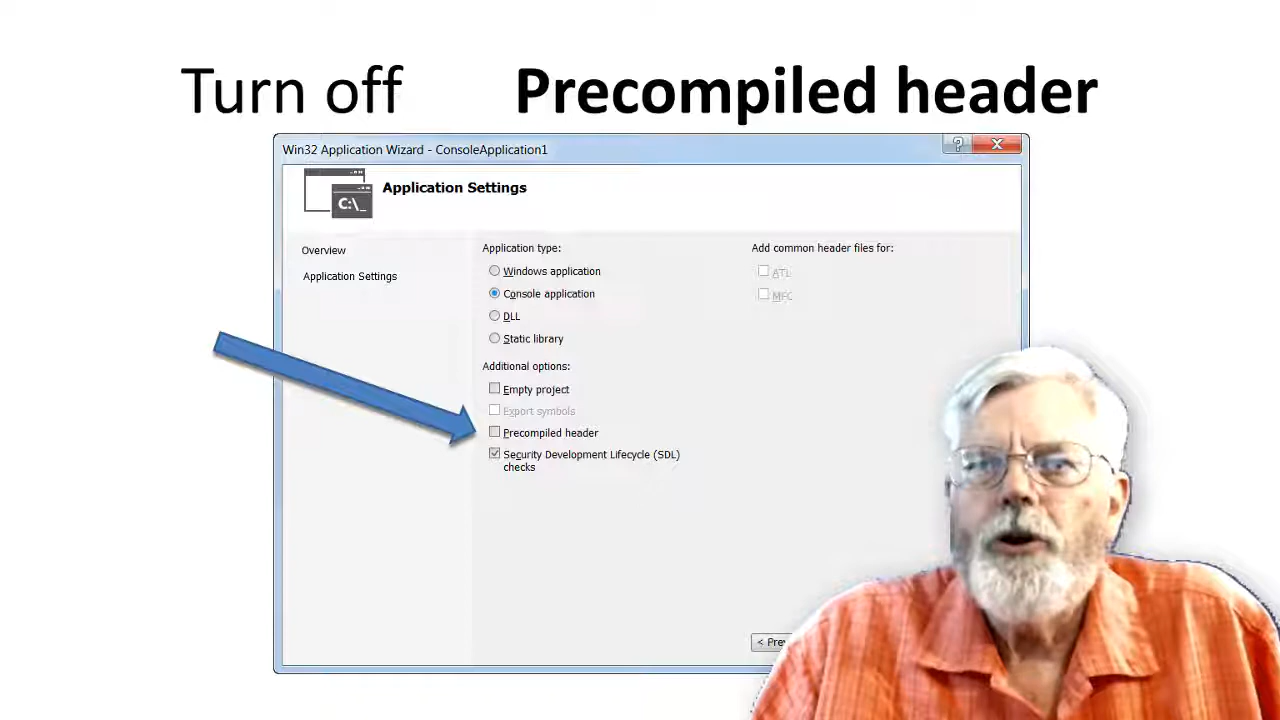 Turn off Precompiled header
Win32 Application Wizard - ConsoleApplication1
?
C:\_
Application Settings
Overview
Application Settings
Application type:
Windows application
Console application
DLL
Static library
Additional options:
Empty project
Export symbols
Precompiled header
Security Development Lifecycle (SDL)
checks
Add common header files for:
ATL
MFC
< Prev